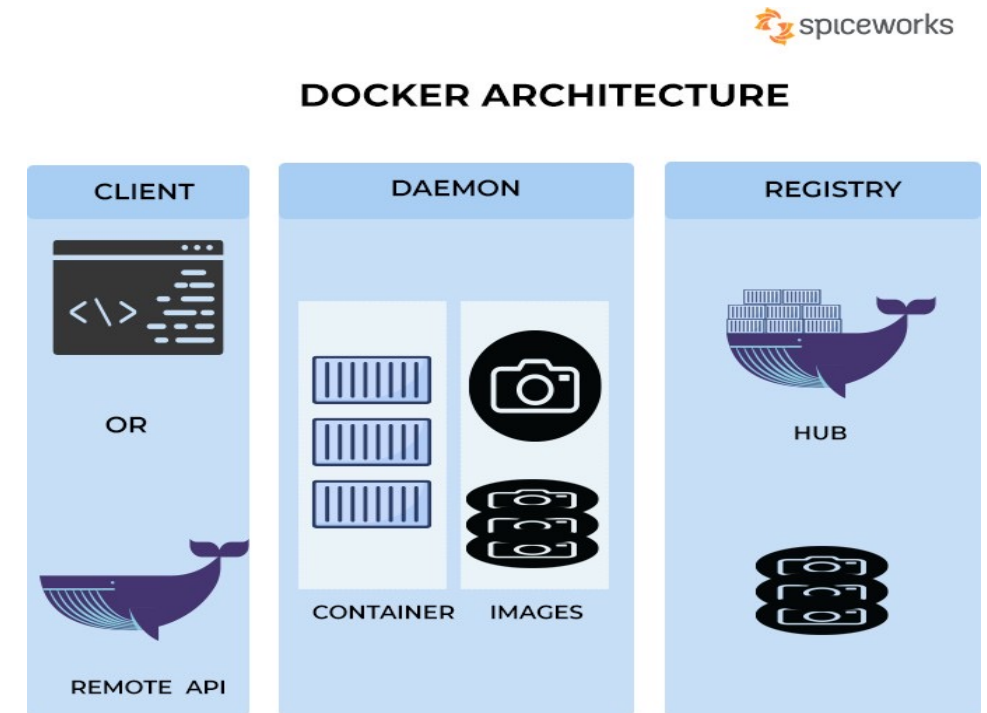 spiceworks
DOCKER ARCHITECTURE
CLIENT
<\>
OR
REMOTE API
DAEMON
CONTAINER
IMAGES
REGISTRY
HUB